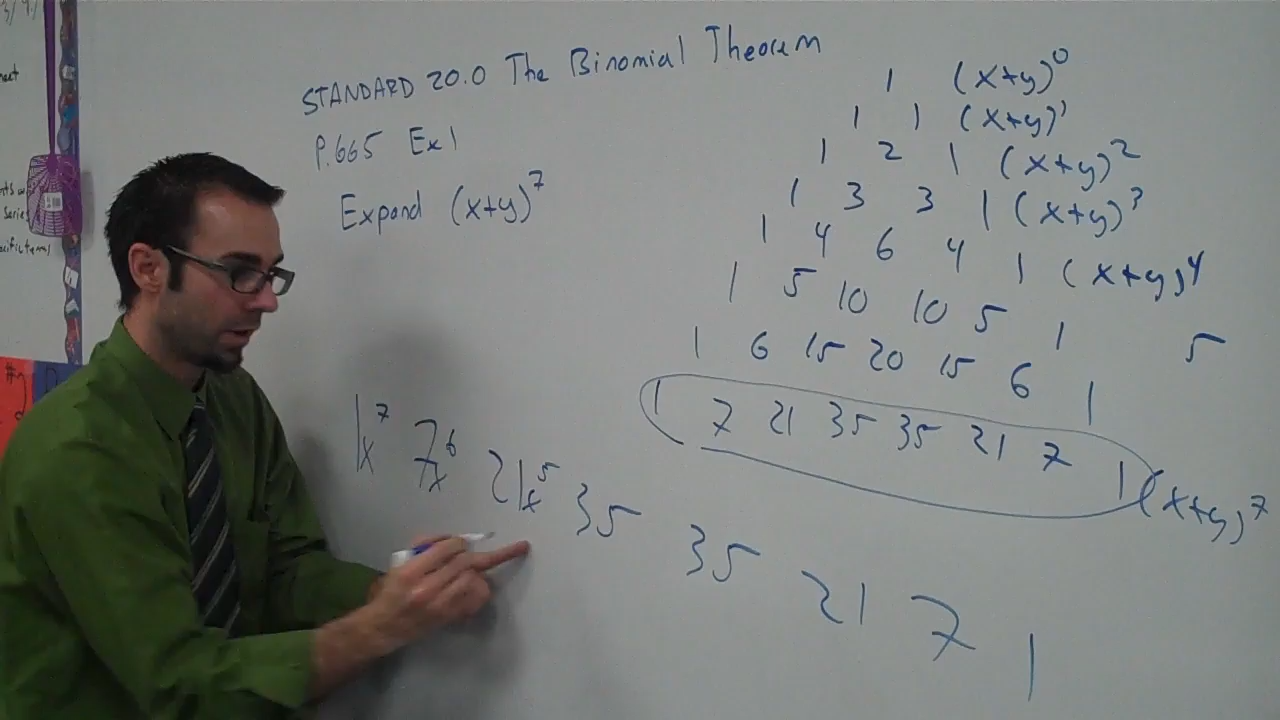 STANDARD 20.0 The Binomial Theorem
P.665 Ex 1
Expand (x+y)^7
1 (x+y)^0
1 1 (x+y)^1
1 2 1 (x+y)^2
1 3 3 1 (x+y)^3
1 4 6 4 1 (x+y)^4
1 5 10 10 5 1 5
1 6 15 20 15 6 1
1 7 21 35 35 21 7 1 (x+y)^7
1x^7 7x^6 21x^5 35 35 21 7 1